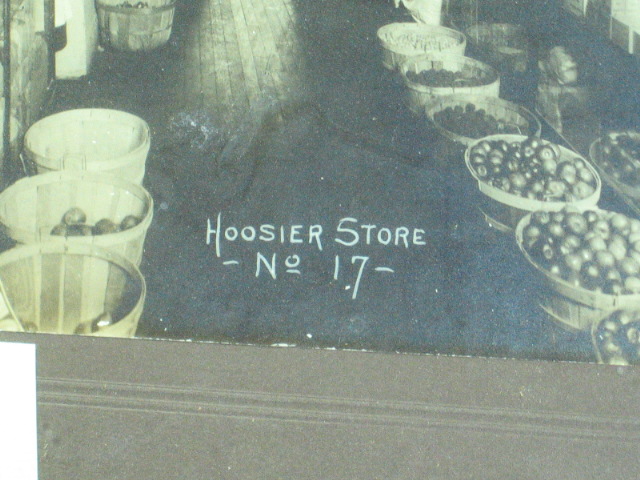 HOOSIER STORE
- Nº 17 -